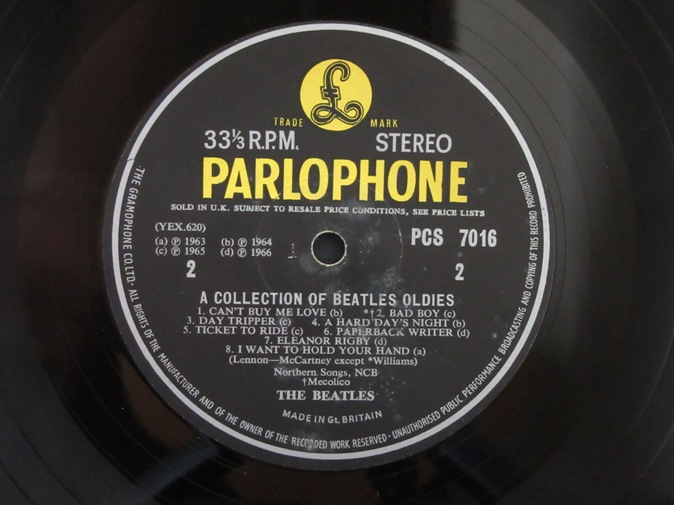 TRADE MARK
33⅓ R.P.M. STEREO
PARLOPHONE
SOLD IN U.K. SUBJECT TO RESALE PRICE CONDITIONS, SEE PRICE LISTS
(YEX.620)
(a) ℗ 1963 (b) ℗ 1964
(c) ℗ 1965 (d) ℗ 1966
2
PCS 7016
2
A COLLECTION OF BEATLES OLDIES
1. CAN'T BUY ME LOVE (b) *†2. BAD BOY (c)
3. DAY TRIPPER (c) 4. A HARD DAY'S NIGHT (b)
5. TICKET TO RIDE (c) 6. PAPERBACK WRITER (d)
7. ELEANOR RIGBY (d)
8. I WANT TO HOLD YOUR HAND (a)
(Lennon—McCartney except *Williams)
Northern Songs, NCB
†Mecolico
THE BEATLES
MADE IN Gt. BRITAIN
THE GRAMOPHONE CO. LTD. ALL RIGHTS OF THE MANUFACTURER AND OF THE OWNER OF THE RECORDED WORK RESERVED · UNAUTHORISED PUBLIC PERFORMANCE BROADCASTING AND COPYING OF THIS RECORD PROHIBITED